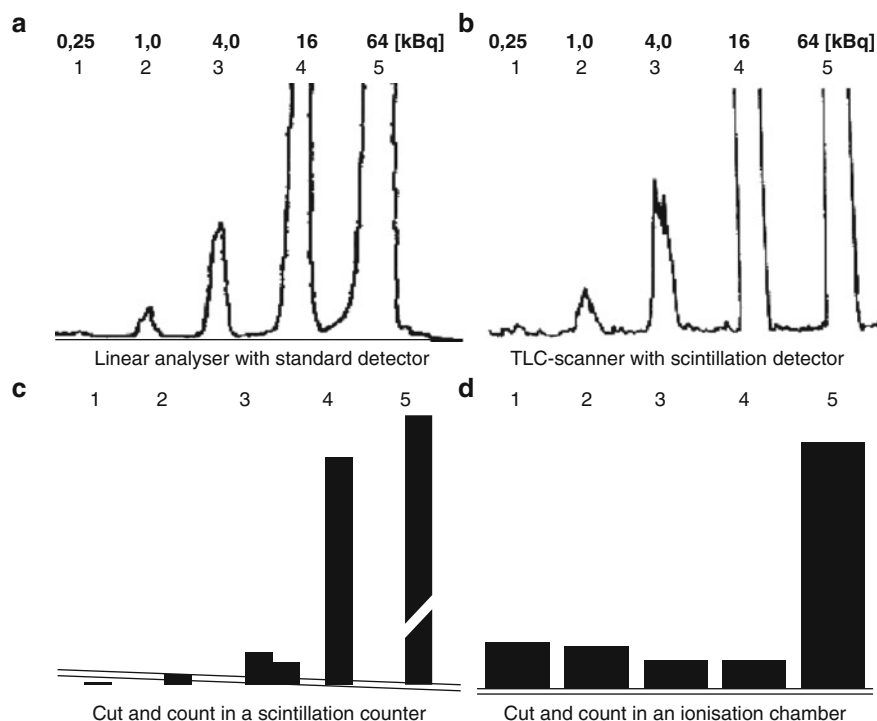 a
0,25 1,0 4,0 16 64 [kBq]
1 2 3 4 5
Linear analyser with standard detector
b
0,25 1,0 4,0 16 64 [kBq]
1 2 3 4 5
TLC-scanner with scintillation detector
c
1 2 3 4 5
Cut and count in a scintillation counter
d
1 2 3 4 5
Cut and count in an ionisation chamber